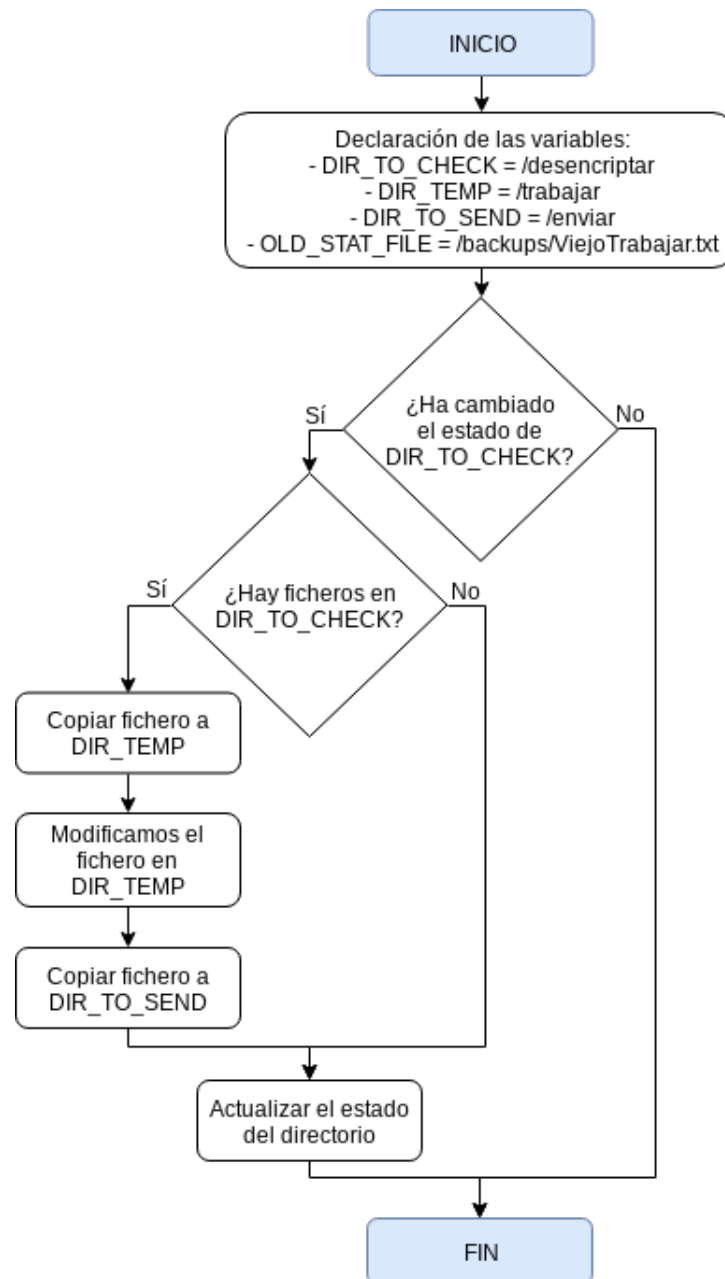 INICIO
Declaración de las variables:
- DIR_TO_CHECK = /desencriptar
- DIR_TEMP = /trabajar
- DIR_TO_SEND = /enviar
- OLD_STAT_FILE = /backups/ViejoTrabajar.txt
¿Ha cambiado
el estado de
DIR_TO_CHECK?
Sí
No
¿Hay ficheros en
DIR_TO_CHECK?
Sí
No
Copiar fichero a
DIR_TEMP
Modificamos el
fichero en
DIR_TEMP
Copiar fichero a
DIR_TO_SEND
Actualizar el estado
del directorio
FIN